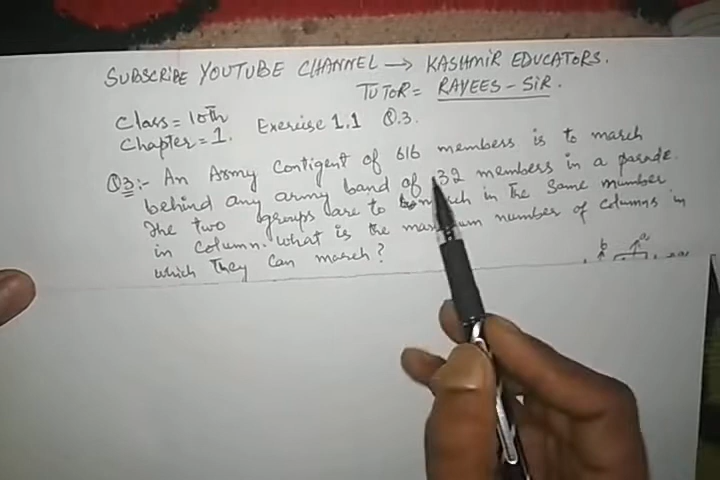 SUBSCRIBE YOUTUBE CHANNEL → KASHMIR EDUCATORS.
TUTOR = RAYEES-SIR.
Class = 10th
Chapter = 1. Exercise 1.1 Q.3.
Q3:- An Army Contigent of 616 members is to march
behind any army band of 32 members in a parade.
The two groups are to march in the same number
in column. What is the maximum number of columns in
which they can march?
b a